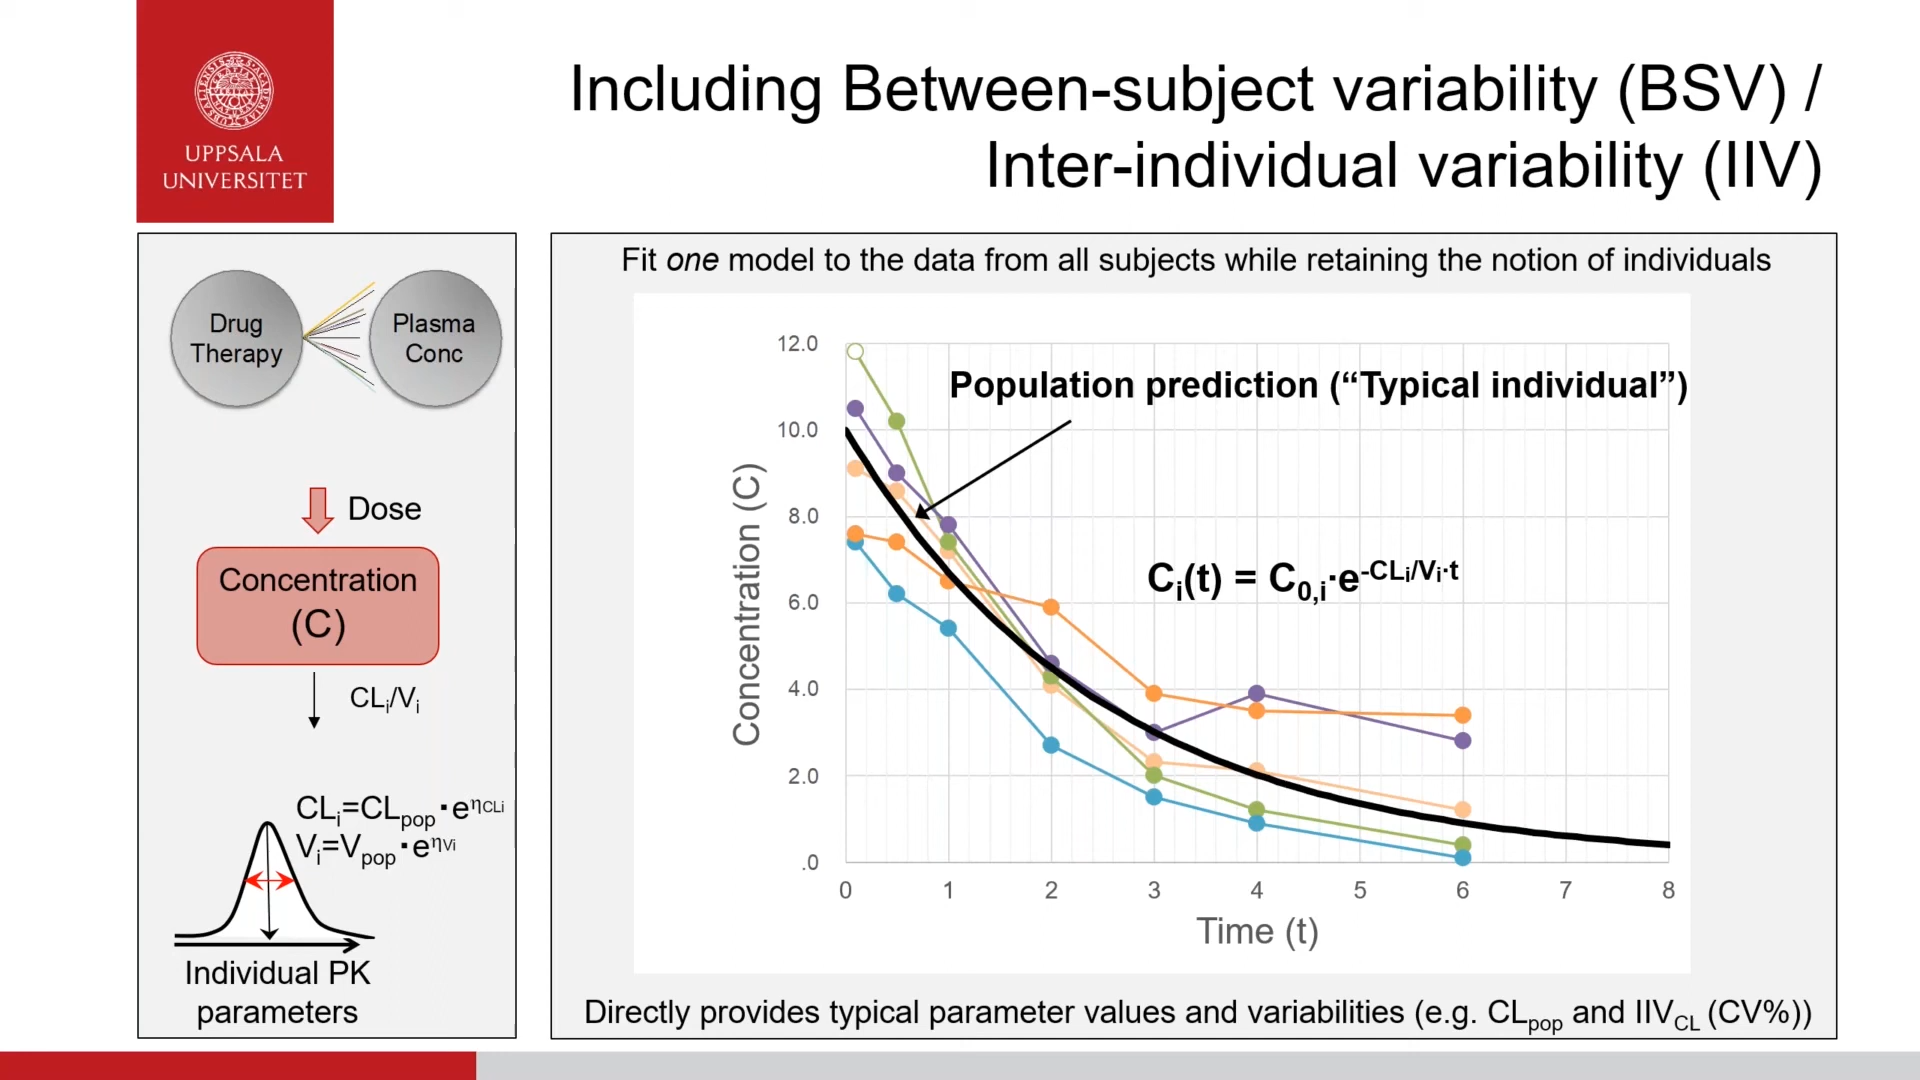 UPPSALA
UNIVERSITET
Including Between-subject variability (BSV) /
Inter-individual variability (IIV)
Drug
Therapy
Plasma
Conc
Dose
Concentration
(C)
CLi/Vi
CLi=CLpop·eηCLi
Vi=Vpop·eηVi
Individual PK
parameters
Fit one model to the data from all subjects while retaining the notion of individuals
Population prediction (“Typical individual”)
Ci(t) = C0,i·e-CLi/Vi·t
Concentration (C)
12.0
10.0
8.0
6.0
4.0
2.0
.0
0 1 2 3 4 5 6 7 8
Time (t)
Directly provides typical parameter values and variabilities (e.g. CLpop and IIVCL (CV%))